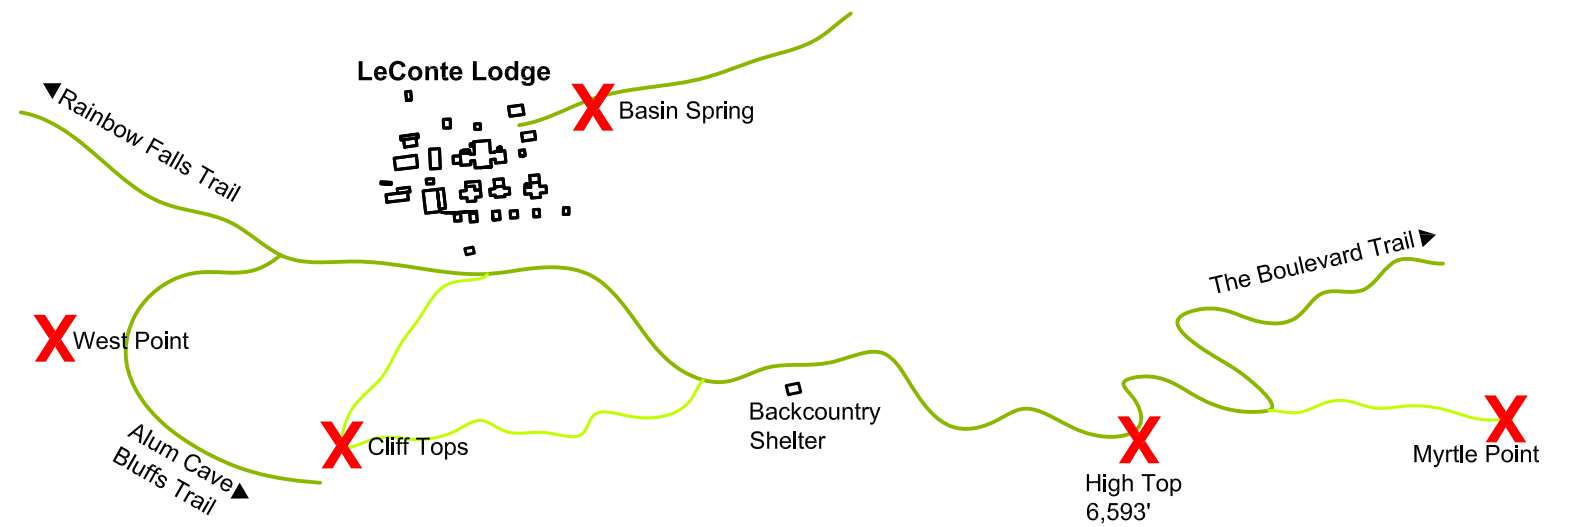 LeConte Lodge
Basin Spring
Rainbow Falls Trail
The Boulevard Trail
West Point
Backcountry
Shelter
Cliff Tops
Alum Cave
Bluffs Trail
Myrtle Point
High Top
6,593'